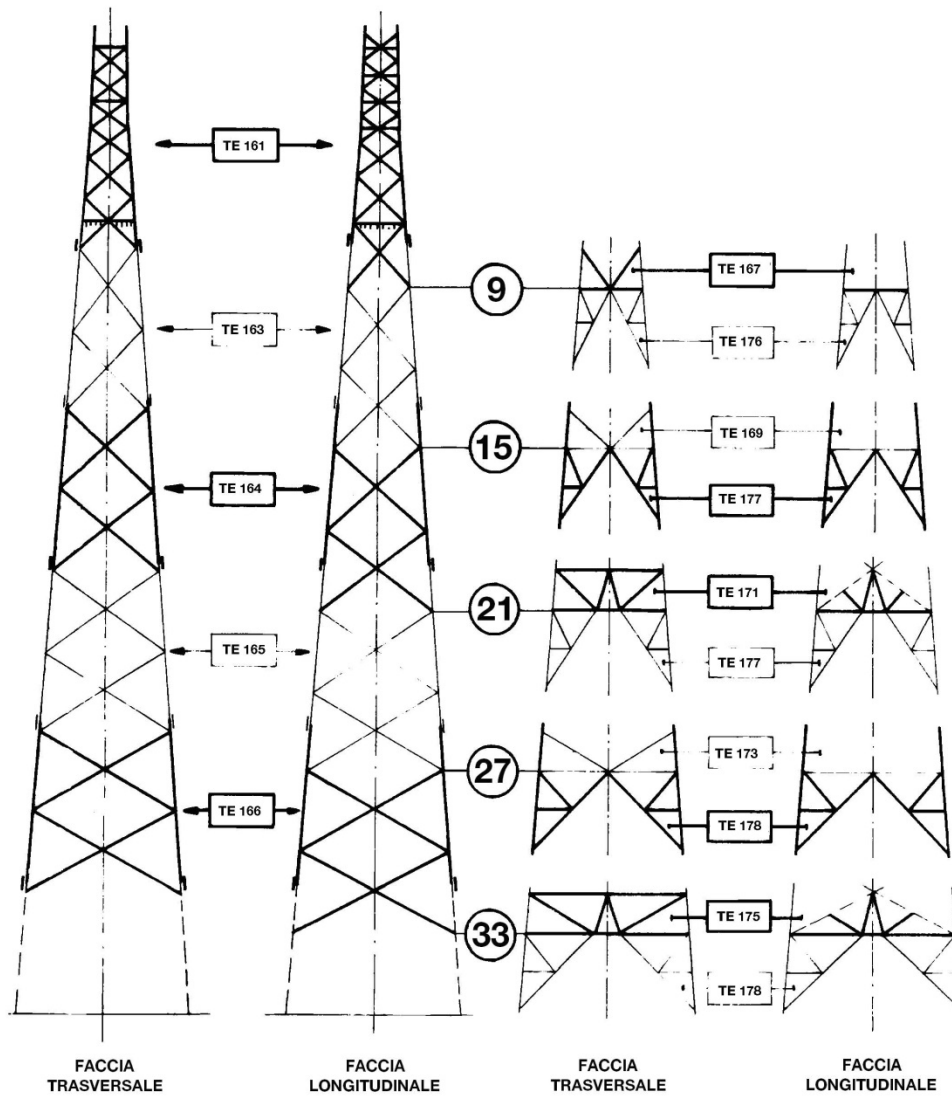 TE 161
9
TE 167
TE 163
TE 176
15
TE 169
TE 164
TE 177
21
TE 171
TE 165
TE 177
27
TE 173
TE 166
TE 178
33
TE 175
TE 178
FACCIA
TRASVERSALE
FACCIA
LONGITUDINALE
FACCIA
TRASVERSALE
FACCIA
LONGITUDINALE